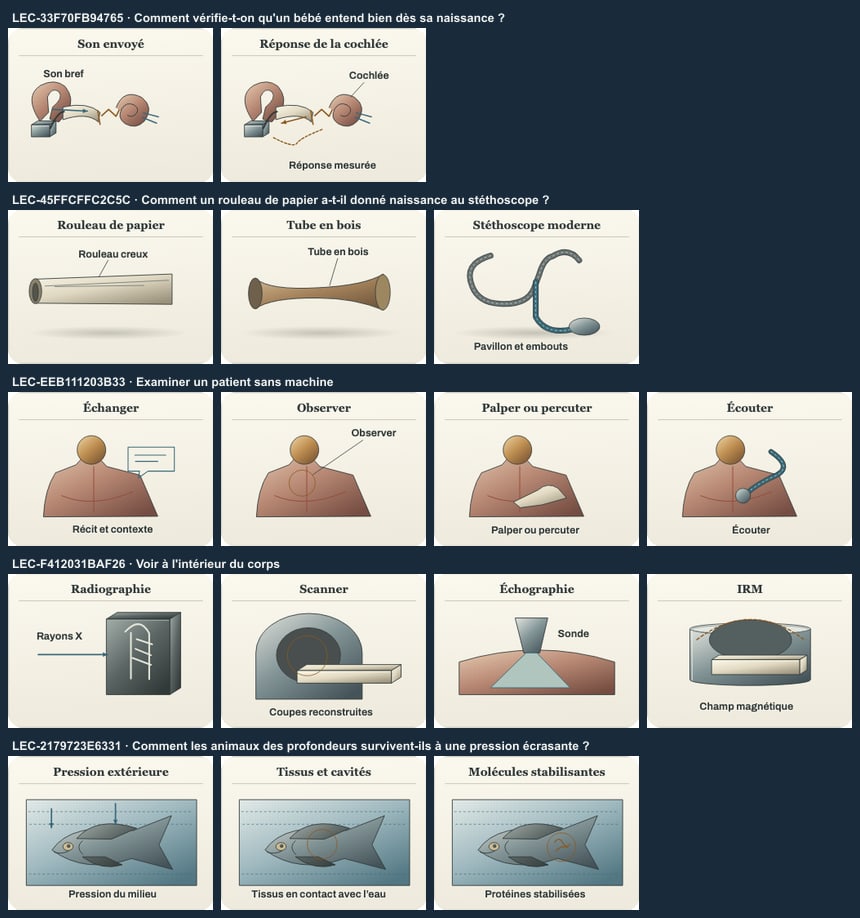 LEC-33F70FB94765 · Comment vérifie-t-on qu'un bébé entend bien dès sa naissance ?
Son envoyé
Son bref
Réponse de la cochlée
Cochlée
Réponse mesurée
LEC-45FFCFFC2C5C · Comment un rouleau de papier a-t-il donné naissance au stéthoscope ?
Rouleau de papier
Rouleau creux
Tube en bois
Tube en bois
Stéthoscope moderne
Pavillon et embouts
LEC-EEB111203B33 · Examiner un patient sans machine
Échanger
Récit et contexte
Observer
Observer
Palper ou percuter
Palper ou percuter
Écouter
Écouter
LEC-F412031BAF26 · Voir à l'intérieur du corps
Radiographie
Rayons X
Scanner
Coupes reconstruites
Échographie
Sonde
IRM
Champ magnétique
LEC-2179723E6331 · Comment les animaux des profondeurs survivent-ils à une pression écrasante ?
Pression extérieure
Pression du milieu
Tissus et cavités
Tissus en contact avec l'eau
Molécules stabilisantes
Protéines stabilisées